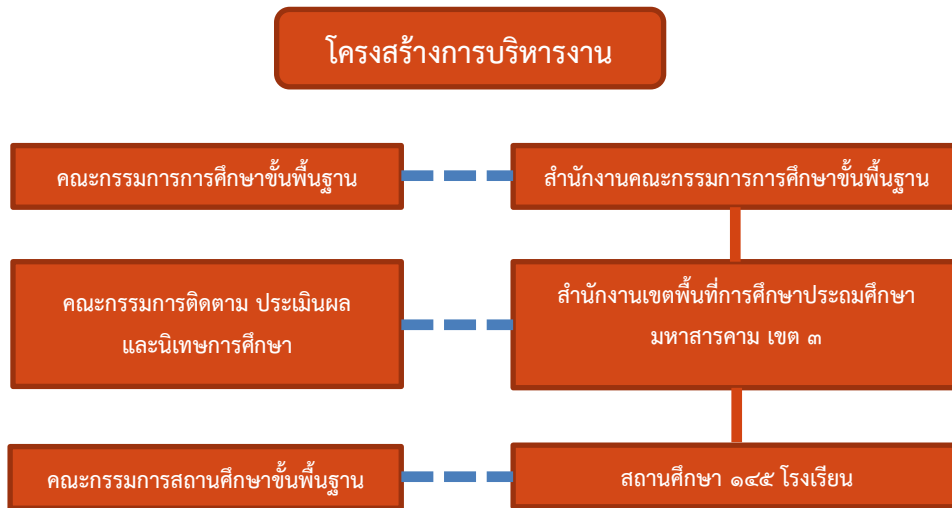 โครงสร้างการบริหารงาน
คณะกรรมการการศึกษาขั้นพื้นฐาน
สำนักงานคณะกรรมการการศึกษาขั้นพื้นฐาน
คณะกรรมการติดตาม ประเมินผล
และนิเทษการศึกษา
สำนักงานเขตพื้นที่การศึกษาประถมศึกษา
มหาสารคาม เขต ๓
คณะกรรมการสถานศึกษาขั้นพื้นฐาน
สถานศึกษา ๑๔๕ โรงเรียน